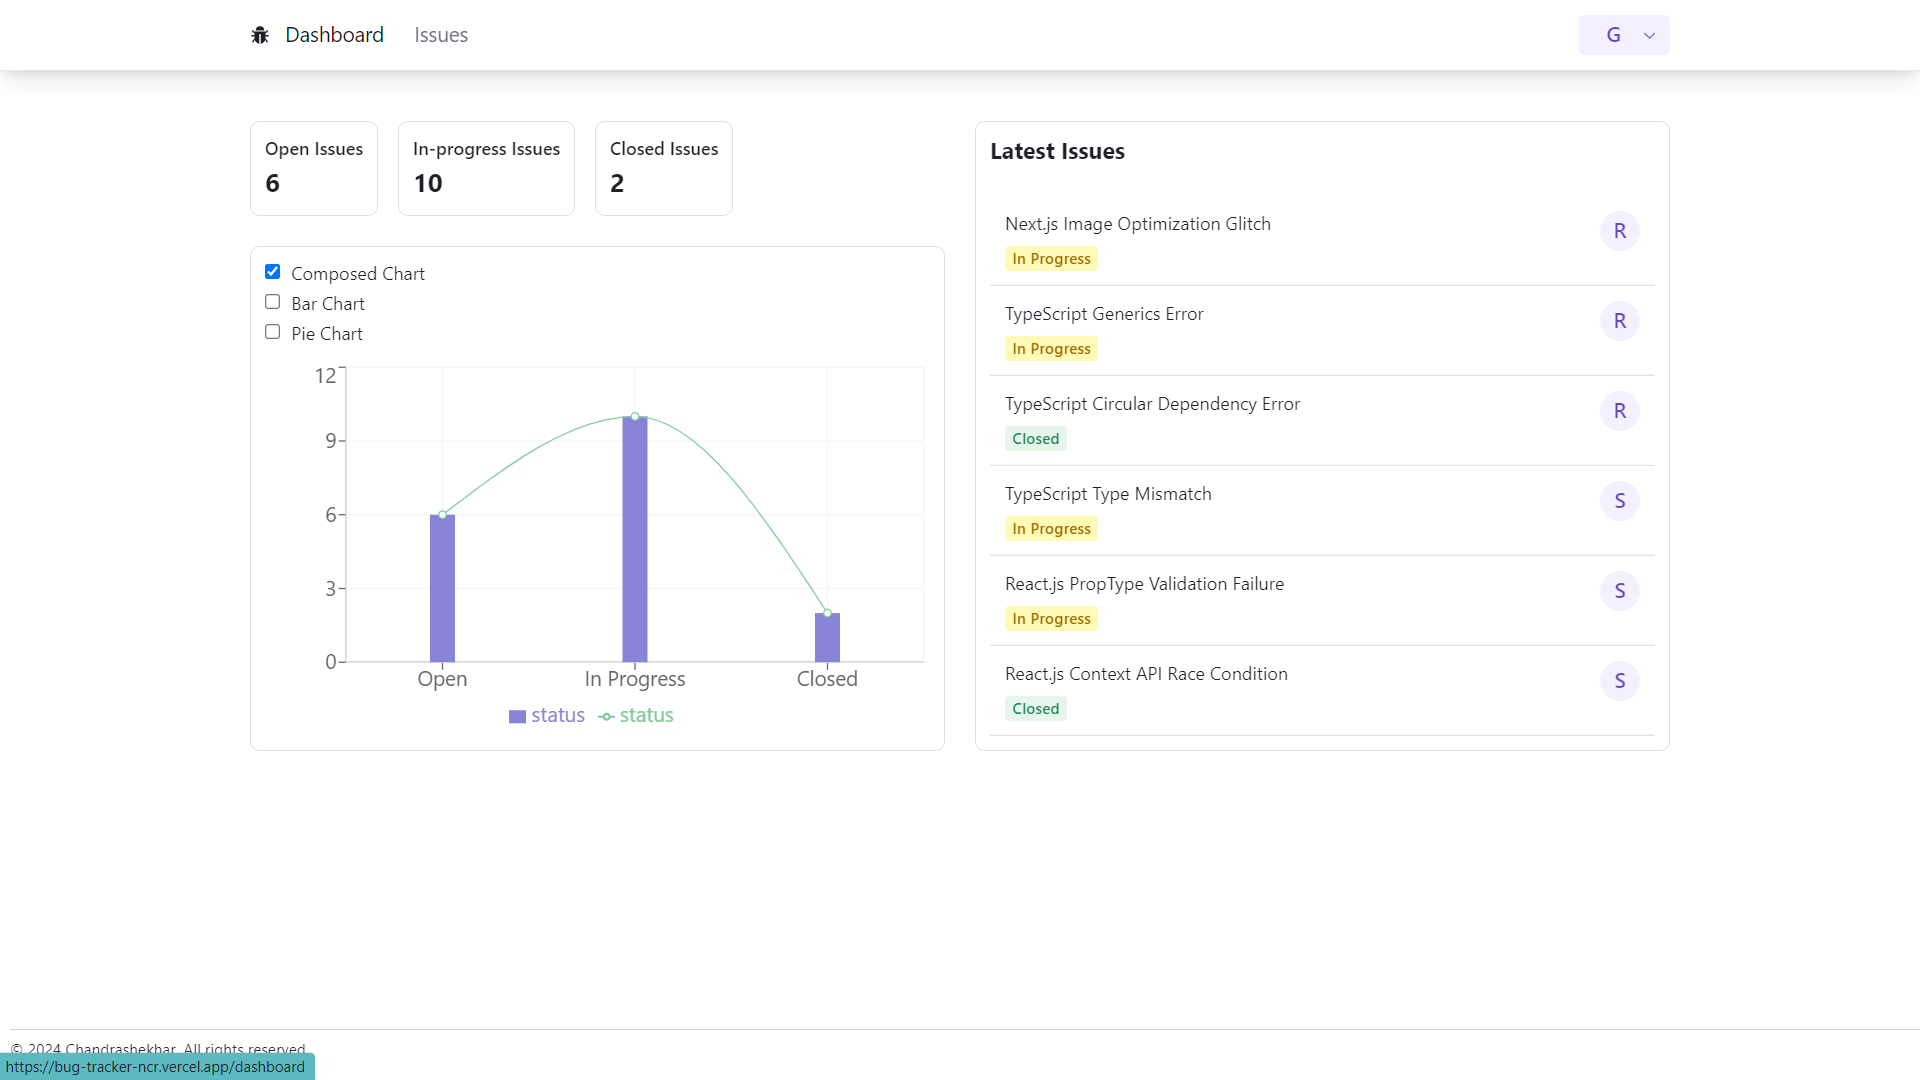 Dashboard Issues G
Open Issues
6
In-progress Issues
10
Closed Issues
2
Composed Chart
Bar Chart
Pie Chart
12
9
6
3
0
Open In Progress Closed
status status
Latest Issues
Next.js Image Optimization Glitch R
In Progress
TypeScript Generics Error R
In Progress
TypeScript Circular Dependency Error R
Closed
TypeScript Type Mismatch S
In Progress
React.js PropType Validation Failure S
In Progress
React.js Context API Race Condition S
Closed
© 2024 Chandrashekhar. All rights reserved
https://bug-tracker-ncr.vercel.app/dashboard